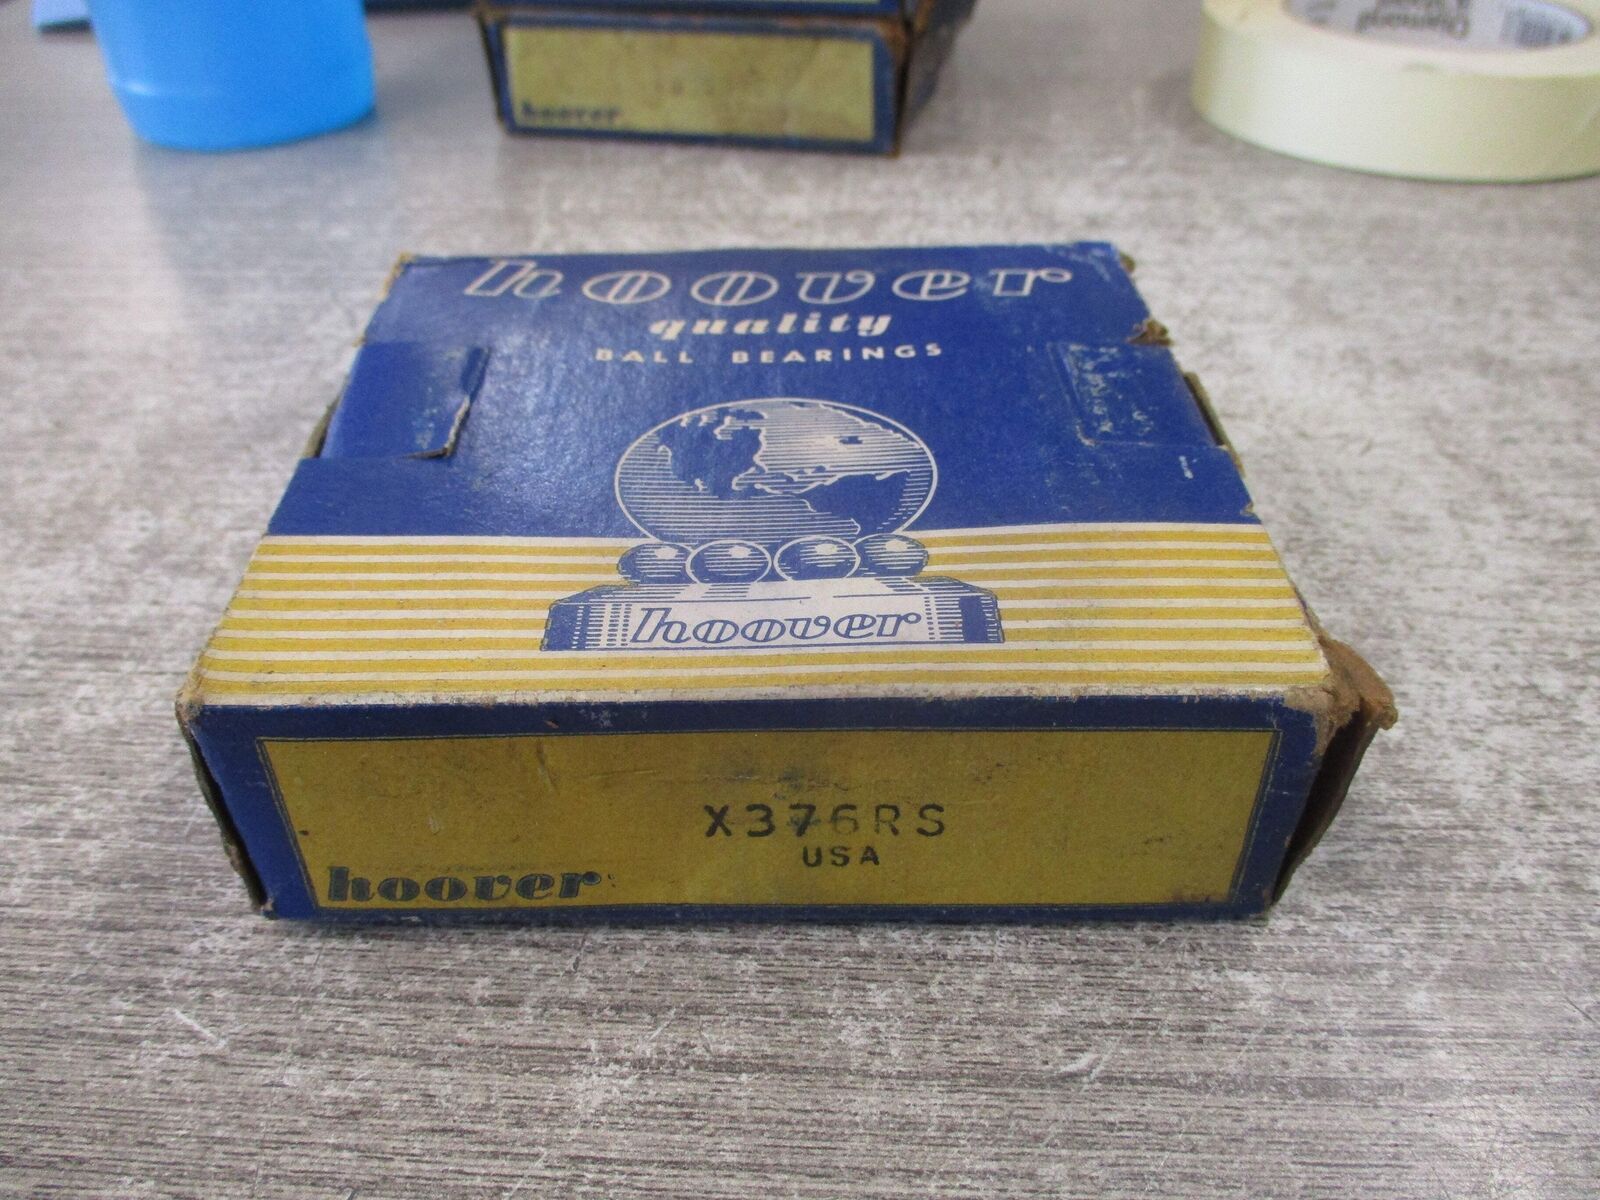 hoover
hoover
quality
BALL BEARINGS
hoover
X376RS
USA
hoover